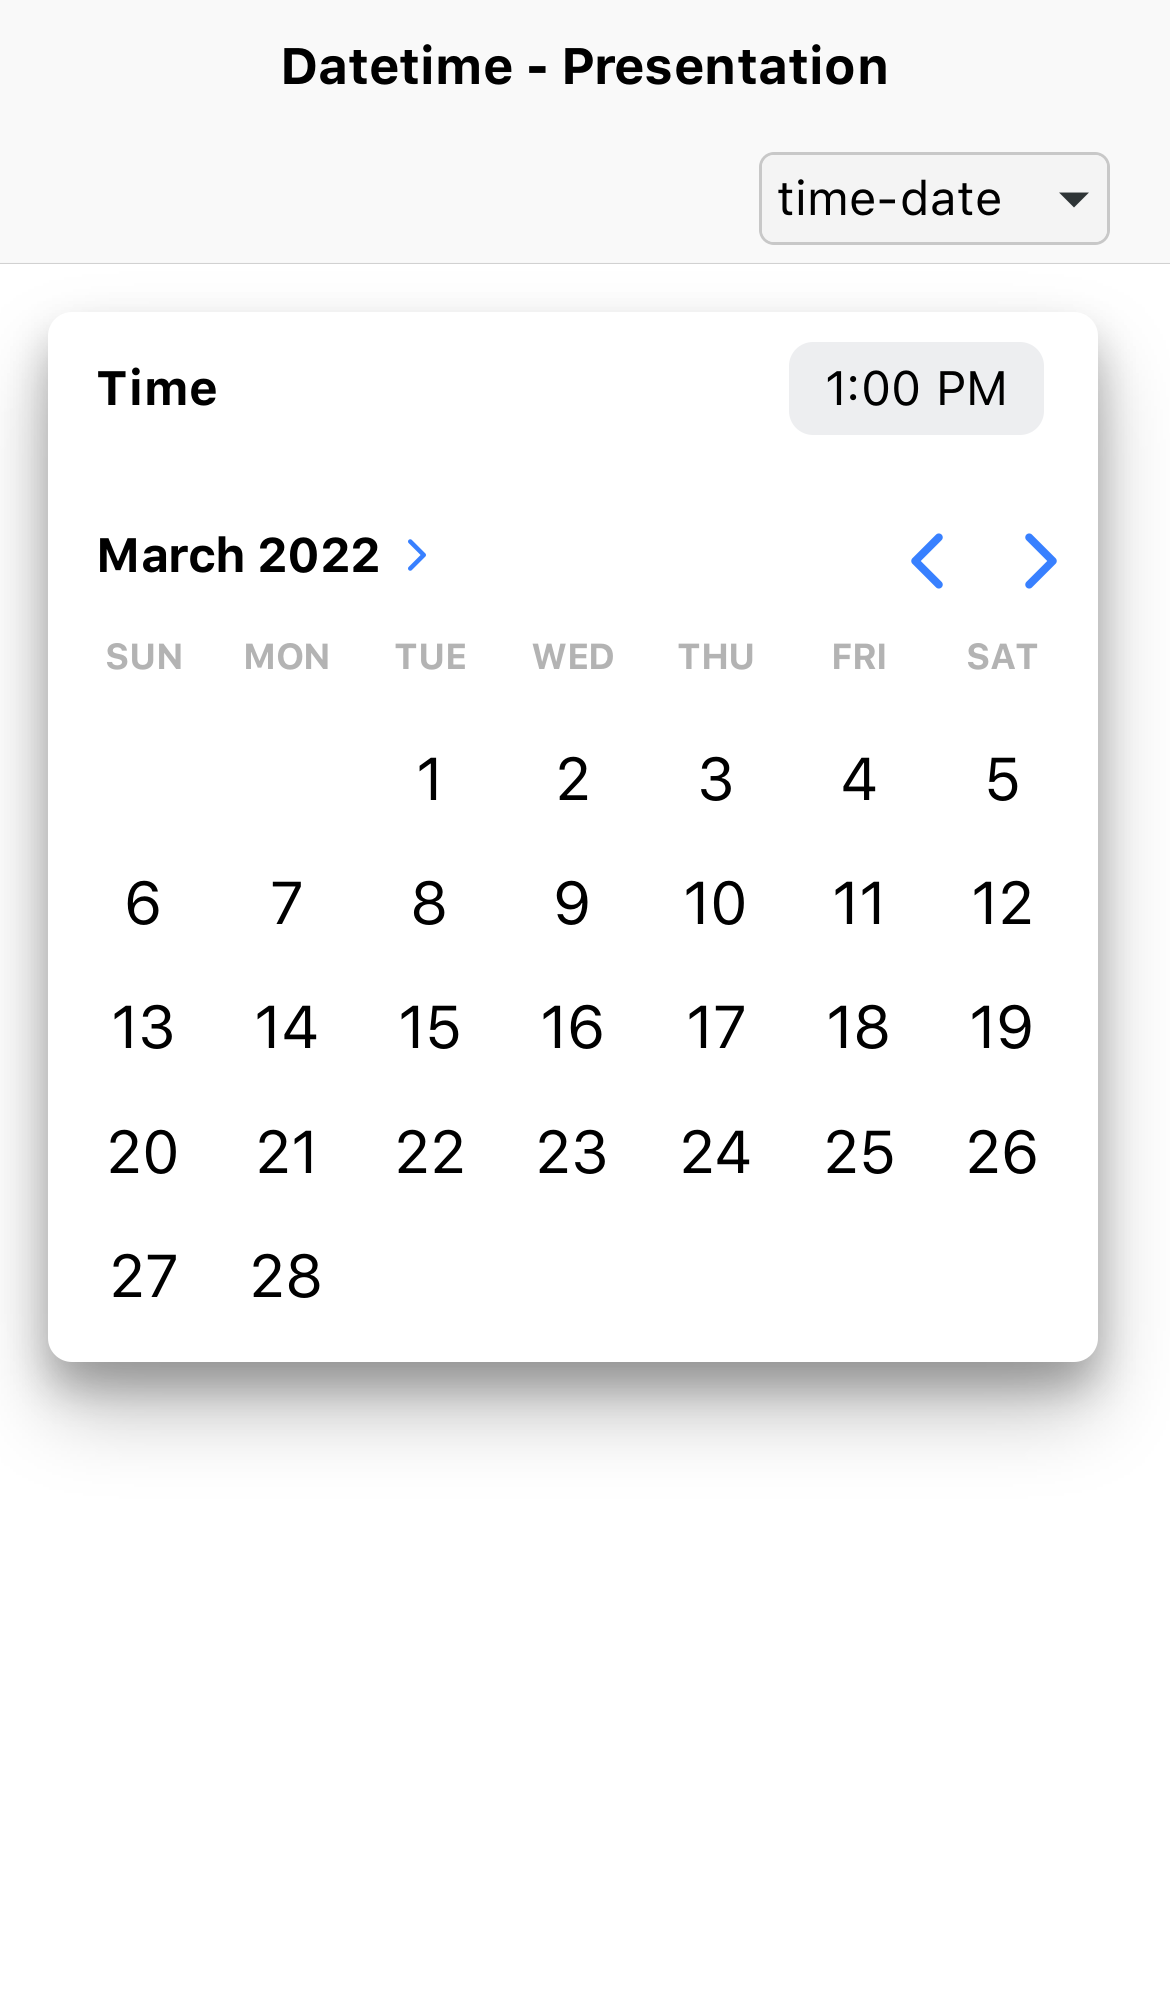 Datetime - Presentation
time-date
Time 1:00 PM
March 2022
SUN MON TUE WED THU FRI SAT
1 2 3 4 5
6 7 8 9 10 11 12
13 14 15 16 17 18 19
20 21 22 23 24 25 26
27 28